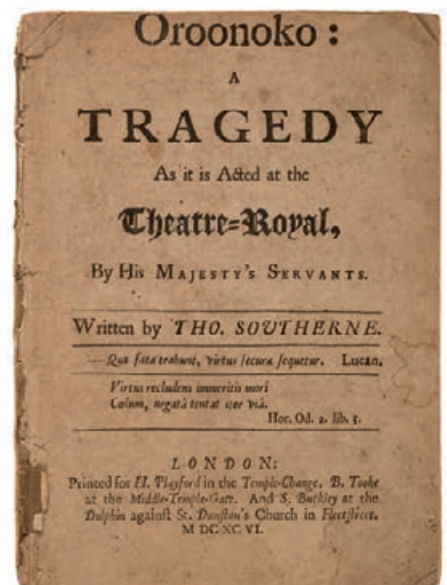 Oroonoko:
A
TRAGEDY
As it is Acted at the
Theatre-Royal,
By His MAJESTY'S SERVANTS.
Written by THO. SOUTHERNE.
----Quo fata trahunt, virtus secura sequetur. Lucan.
Virtus recludens immeritis mori
Cœlum, negatâ tentat iter viâ.
Hor. Od. 2. lib. 3.
LONDON:
Printed for H. Playford in the Temple-Change. B. Tooke
at the Middle-Temple-Gate. And S. Buckley at the
Dolphin against St. Dunstan's Church in Fleetstreet.
M DC XC VI.